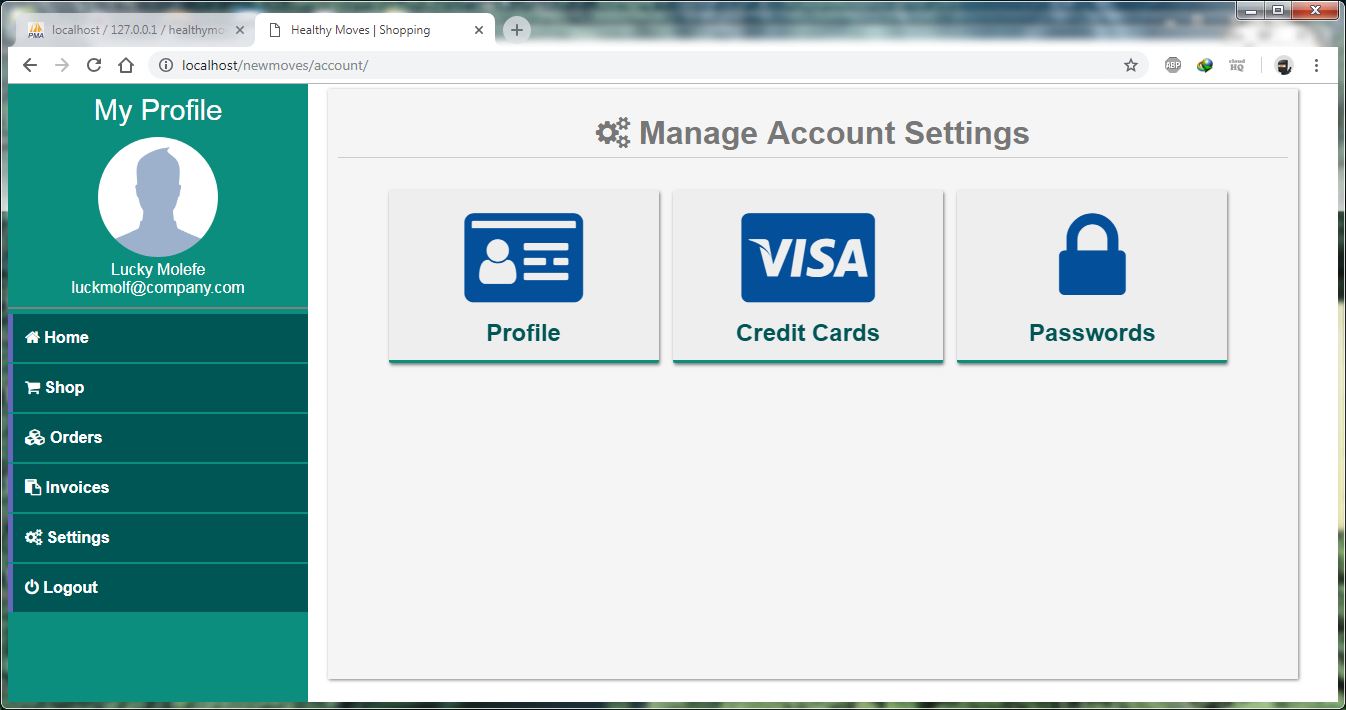 PMA localhost / 127.0.0.1 / healthymo
Healthy Moves | Shopping
localhost/newmoves/account/
ABP
cloud
HQ
My Profile
Lucky Molefe
luckmolf@company.com
Home
Shop
Orders
Invoices
Settings
Logout
Manage Account Settings
VISA
Profile
Credit Cards
Passwords